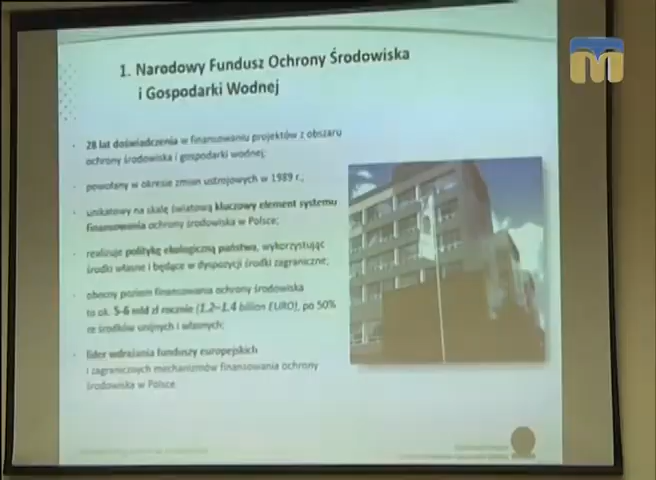 1. Narodowy Fundusz Ochrony Środowiska
i Gospodarki Wodnej
28 lat doświadczenia w finansowaniu projektów z obszaru
ochrony środowiska i gospodarki wodnej;
powołany w okresie zmian ustrojowych w 1989 r.;
unikatowy na skalę światową kluczowy element systemu
finansowania ochrony środowiska w Polsce;
realizuje politykę ekologiczną państwa, wykorzystując
środki własne i będące w dyspozycji środki zagraniczne;
obecny poziom finansowania ochrony środowiska
to ok. 5-6 mld zł rocznie (1.2–1.4 bilion EURO), po 50%
ze środków unijnych i własnych;
lider wdrażania funduszy europejskich
i zagranicznych mechanizmów finansowania ochrony
środowiska w Polsce
M